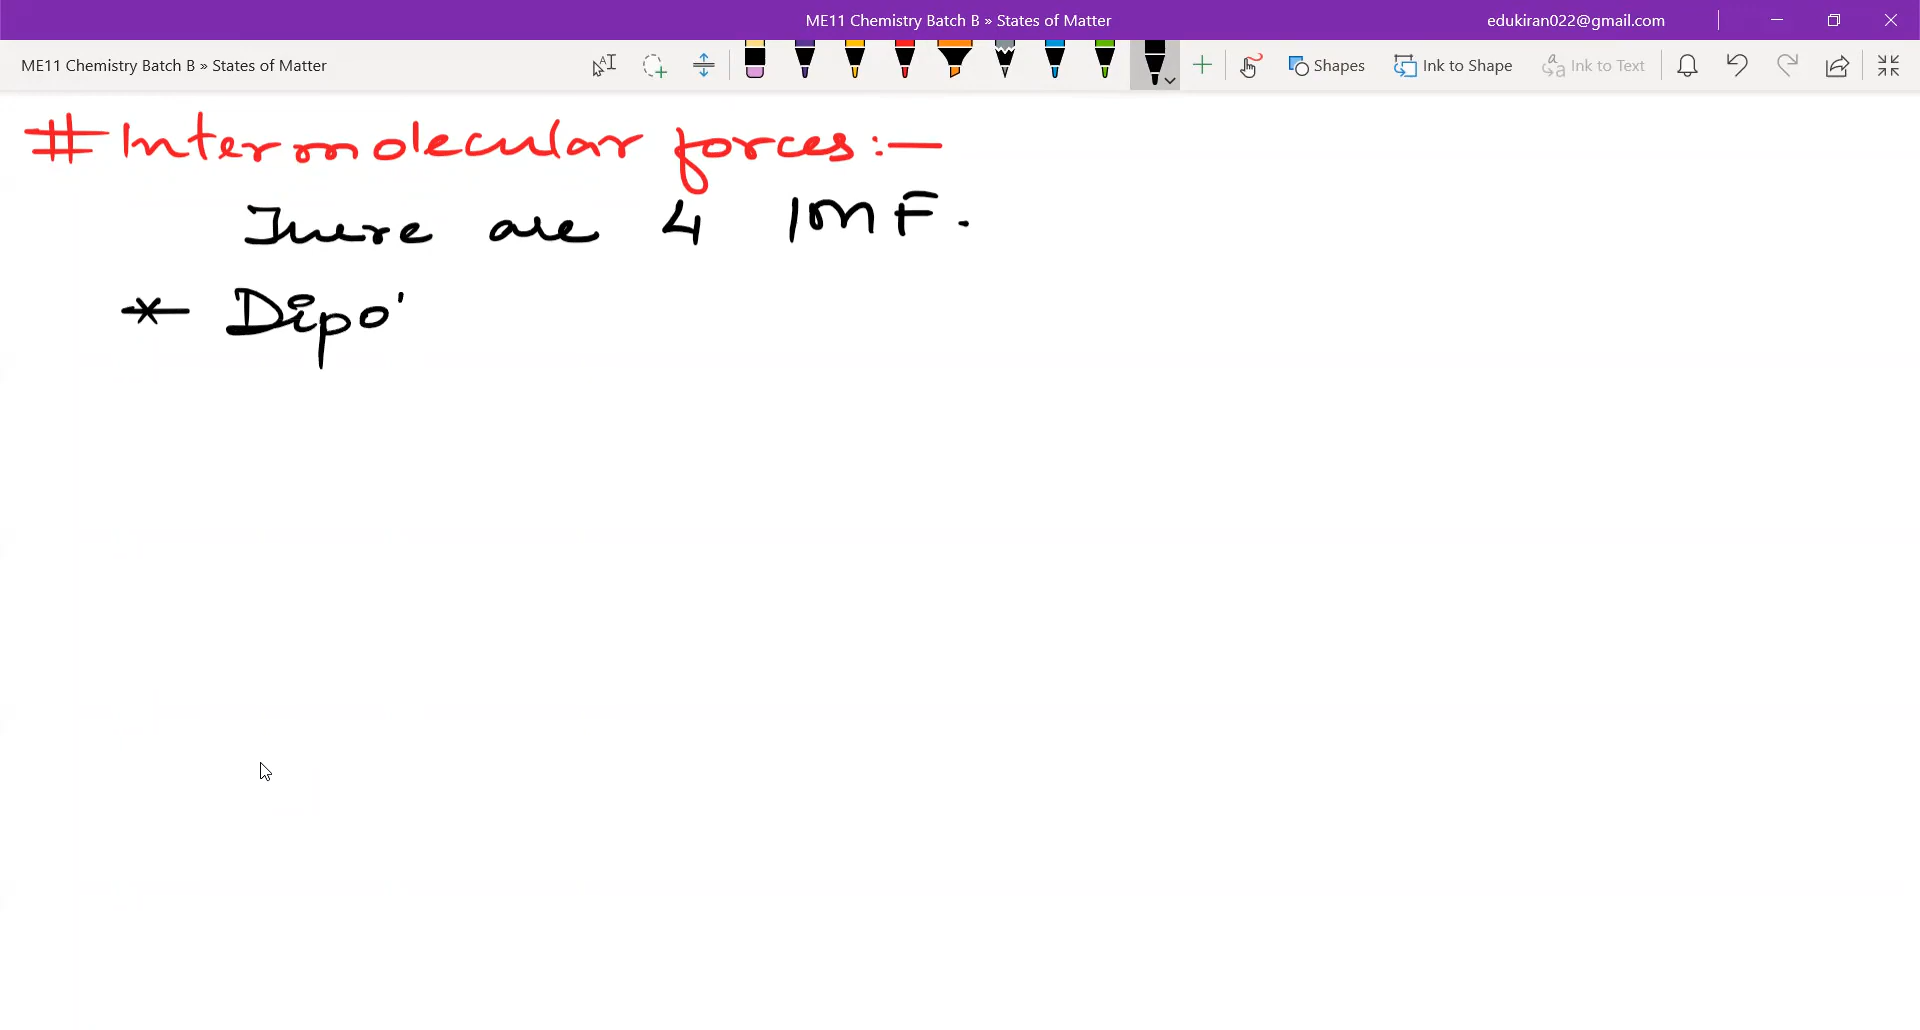 ME11 Chemistry Batch B » States of Matter
edukiran022@gmail.com
ME11 Chemistry Batch B » States of Matter
Shapes
Ink to Shape
Ink to Text
# Intermolecular forces:—
There are 4 IMF.
* Dipo'